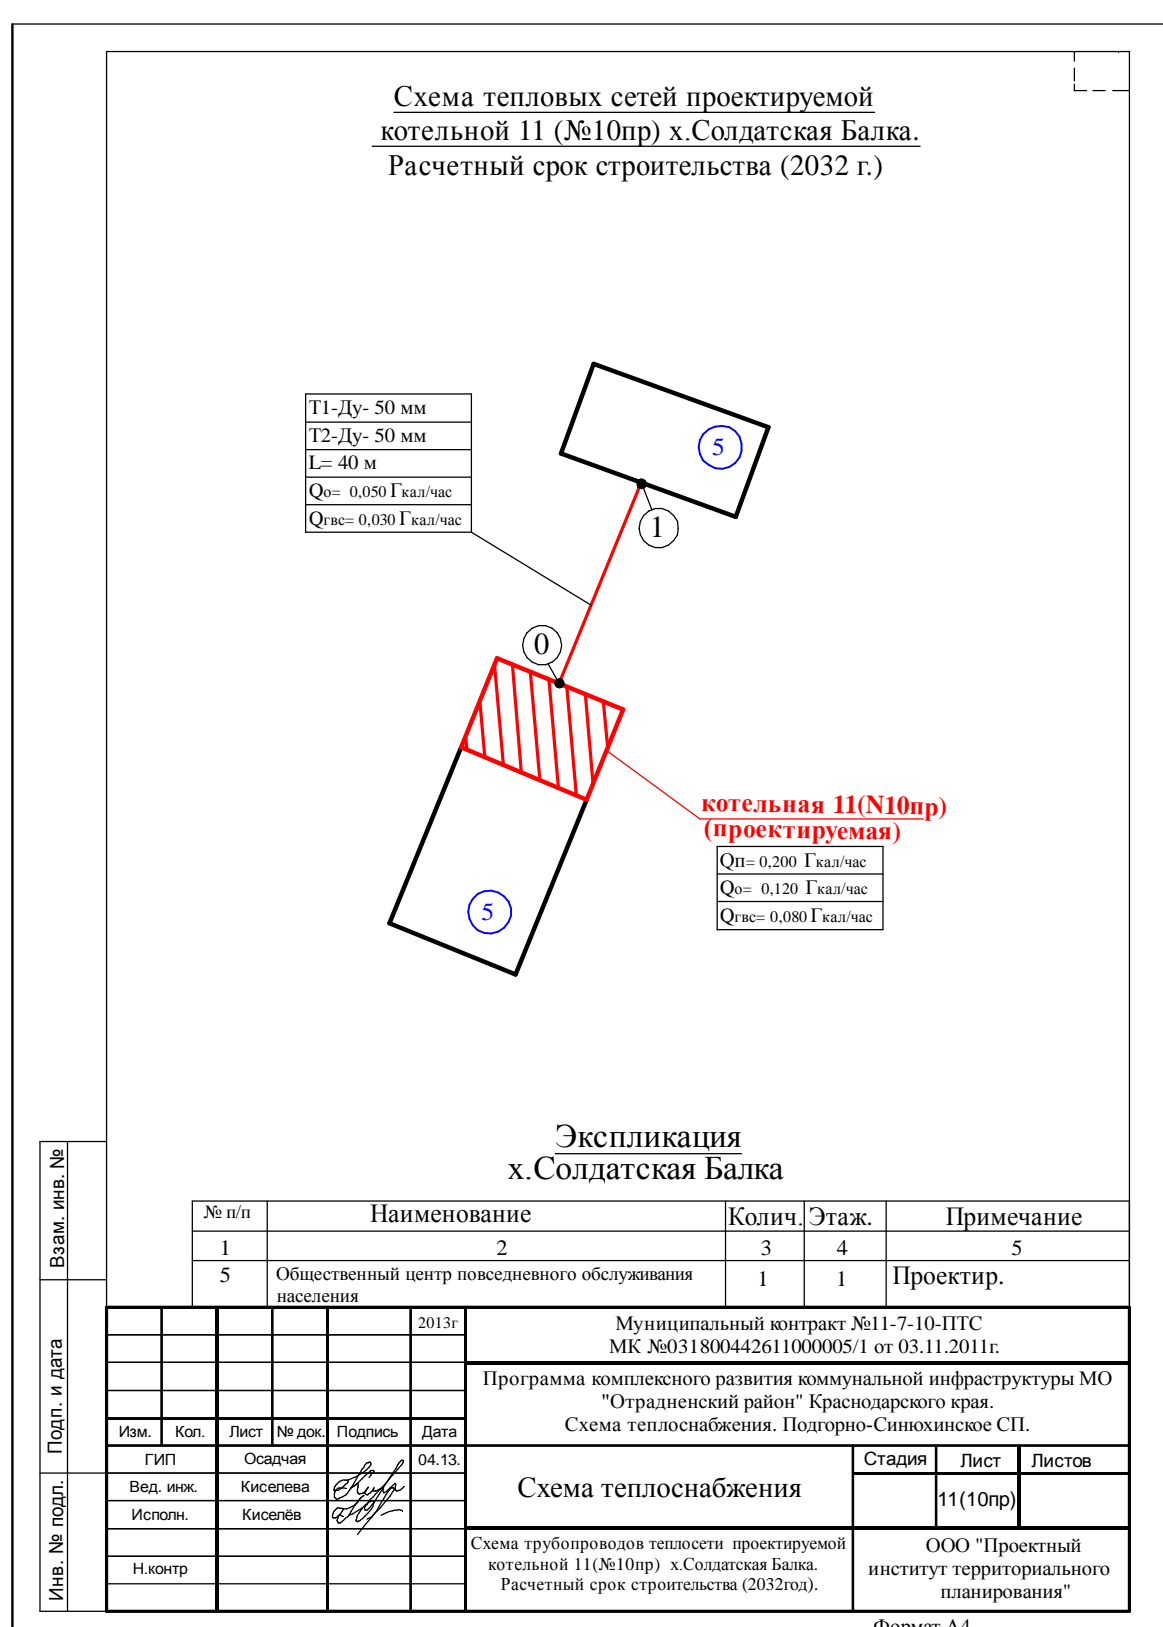 Схема тепловых сетей проектируемой
котельной 11 (№10пр) х.Солдатская Балка.
Расчетный срок строительства (2032 г.)
Т1-Ду- 50 мм
Т2-Ду- 50 мм
L= 40 м
Qо= 0,050 Гкал/час
Qгвс= 0,030 Гкал/час
5
1
0
котельная 11(N10пр)
(проектируемая)
Qп= 0,200 Гкал/час
Qо= 0,120 Гкал/час
Qгвс= 0,080 Гкал/час
5
Экспликация
х.Солдатская Балка
№ п/п Наименование Колич. Этаж. Примечание
1 2 3 4 5
5 Общественный центр повседневного обслуживания населения 1 1 Проектир.
Взам. инв. №
Подп. и дата
Инв. № подл.
2013г
Муниципальный контракт №11-7-10-ПТС
МК №031800442611000005/1 от 03.11.2011г.
Программа комплексного развития коммунальной инфраструктуры МО
"Отрадненский район" Краснодарского края.
Схема теплоснабжения. Подгорно-Синюхинское СП.
Изм. Кол. Лист № док. Подпись Дата
ГИП Осадчая 04.13.
Вед. инж. Киселева
Исполн. Киселёв
Н.контр
Схема теплоснабжения
Стадия Лист Листов
11(10пр)
Схема трубопроводов теплосети проектируемой
котельной 11(№10пр) х.Солдатская Балка.
Расчетный срок строительства (2032год).
ООО "Проектный
институт территориального
планирования"
Формат А4